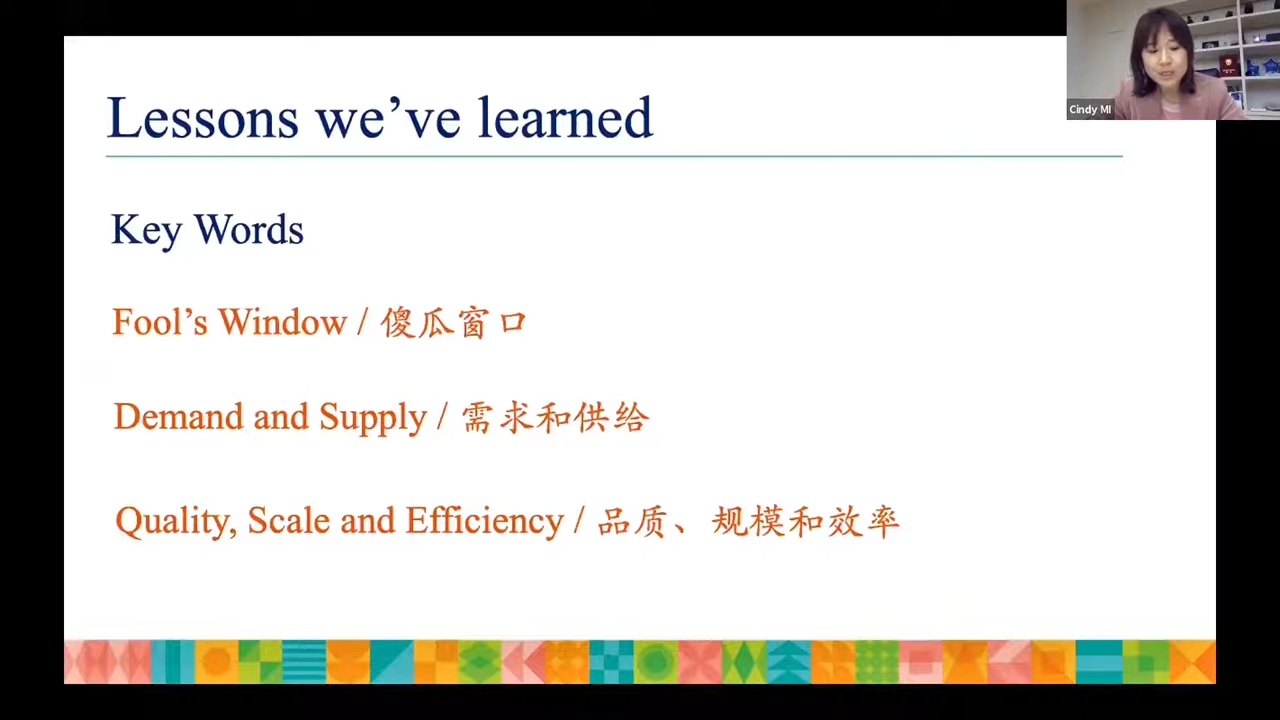 Lessons we’ve learned
Cindy MI
Key Words
Fool’s Window / 傻瓜窗口
Demand and Supply / 需求和供给
Quality, Scale and Efficiency / 品质、规模和效率